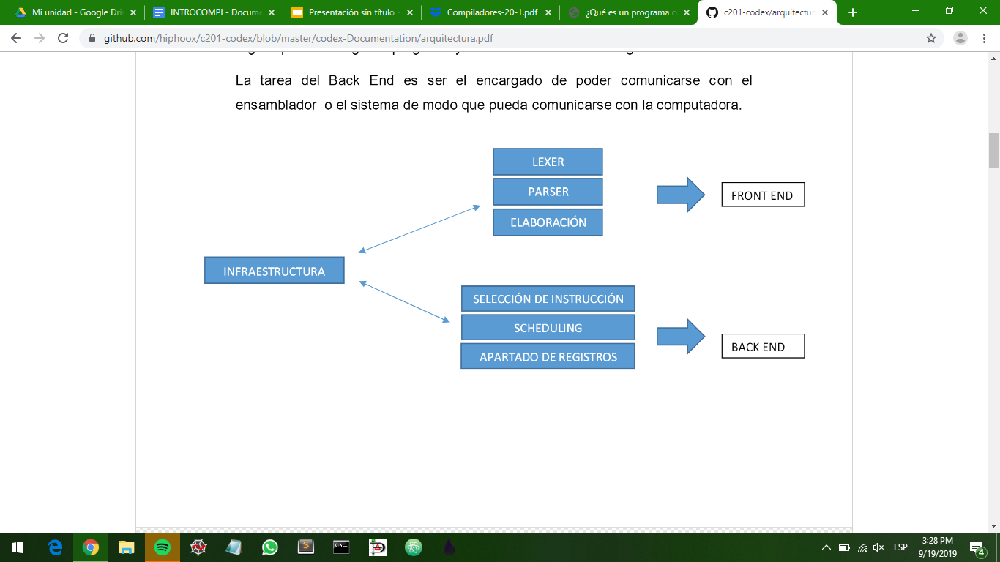 Mi unidad - Google Dri
INTROCOMPI - Docume
Presentación sin título -
Compiladores-20-1.pdf
¿Qué es un programa c
c201-codex/arquitectur
github.com/hiphoox/c201-codex/blob/master/codex-Documentation/arquitectura.pdf
La tarea del Back End es ser el encargado de poder comunicarse con el
ensamblador o el sistema de modo que pueda comunicarse con la computadora.
LEXER
PARSER
ELABORACIÓN
FRONT END
INFRAESTRUCTURA
SELECCIÓN DE INSTRUCCIÓN
SCHEDULING
APARTADO DE REGISTROS
BACK END
ESP
3:28 PM
9/19/2019
4